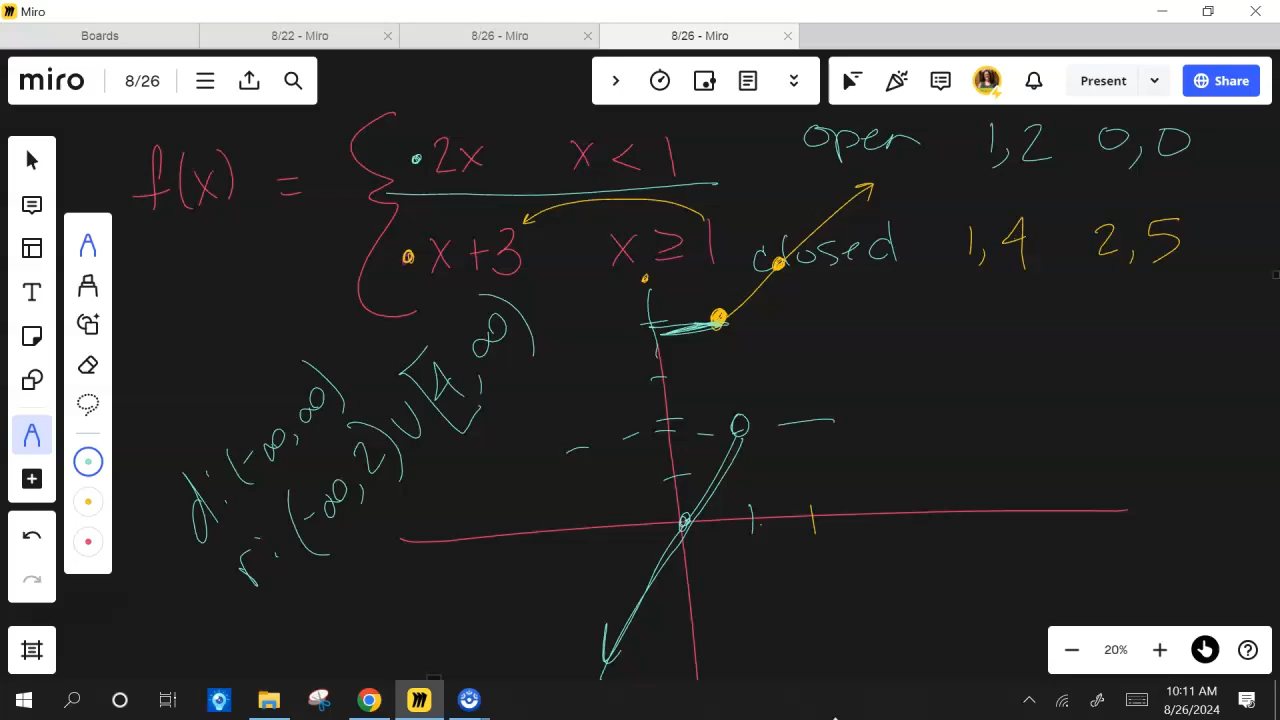 Miro
Boards
8/22 - Miro
8/26 - Miro
8/26 - Miro
miro 8/26
Present
Share
f(x) = { 2x x < 1
x + 3 x ≥ 1
open 1,2 0,0
closed 1,4 2,5
d: (-∞, ∞)
r: (-∞, 2) ∪ [4, ∞)
20%
10:11 AM
8/26/2024